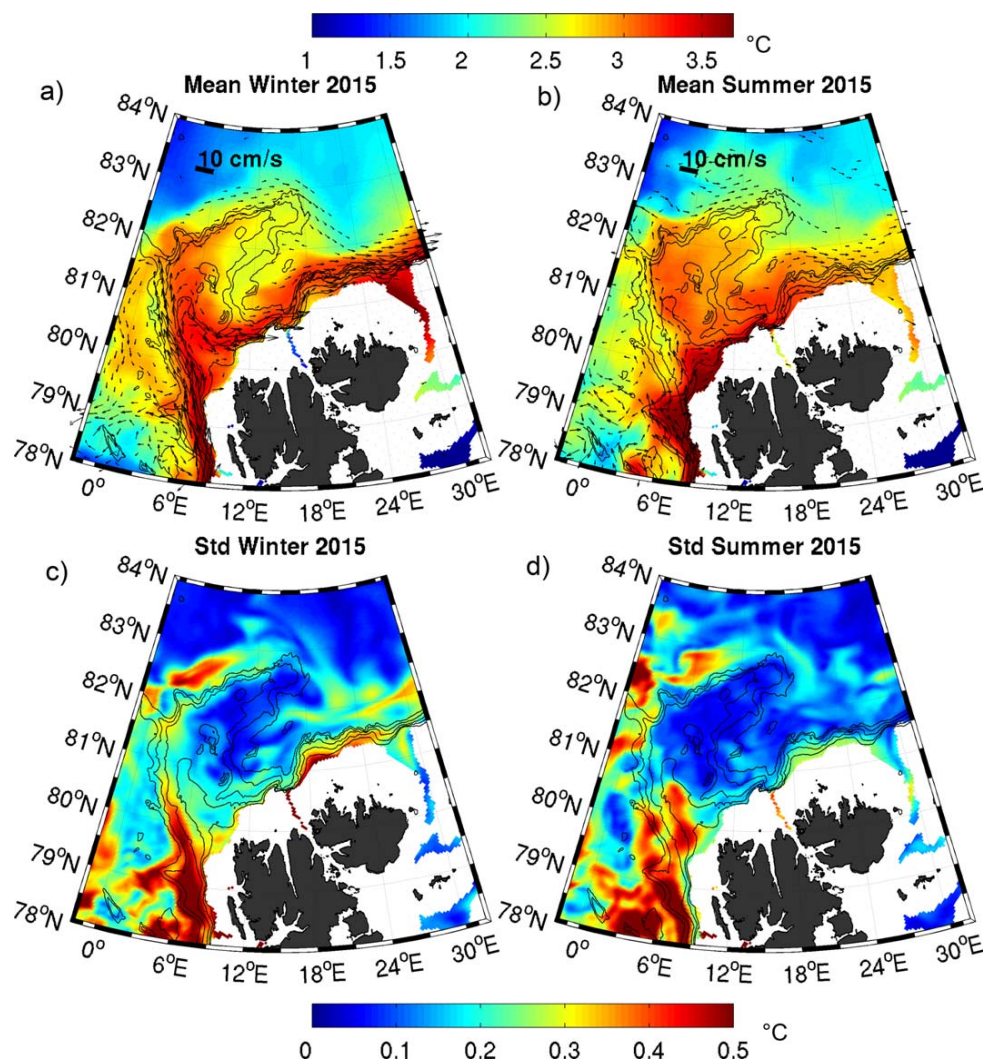 °C
1 1.5 2 2.5 3 3.5
a) Mean Winter 2015
b) Mean Summer 2015
84°N
83°N
82°N
81°N
80°N
79°N
78°N
10 cm/s
0° 6°E 12°E 18°E 24°E 30°E
84°N
83°N
82°N
81°N
80°N
79°N
78°N
10 cm/s
0° 6°E 12°E 18°E 24°E 30°E
c) Std Winter 2015
d) Std Summer 2015
84°N
83°N
82°N
81°N
80°N
79°N
78°N
0° 6°E 12°E 18°E 24°E 30°E
84°N
83°N
82°N
81°N
80°N
79°N
78°N
0° 6°E 12°E 18°E 24°E 30°E
°C
0 0.1 0.2 0.3 0.4 0.5